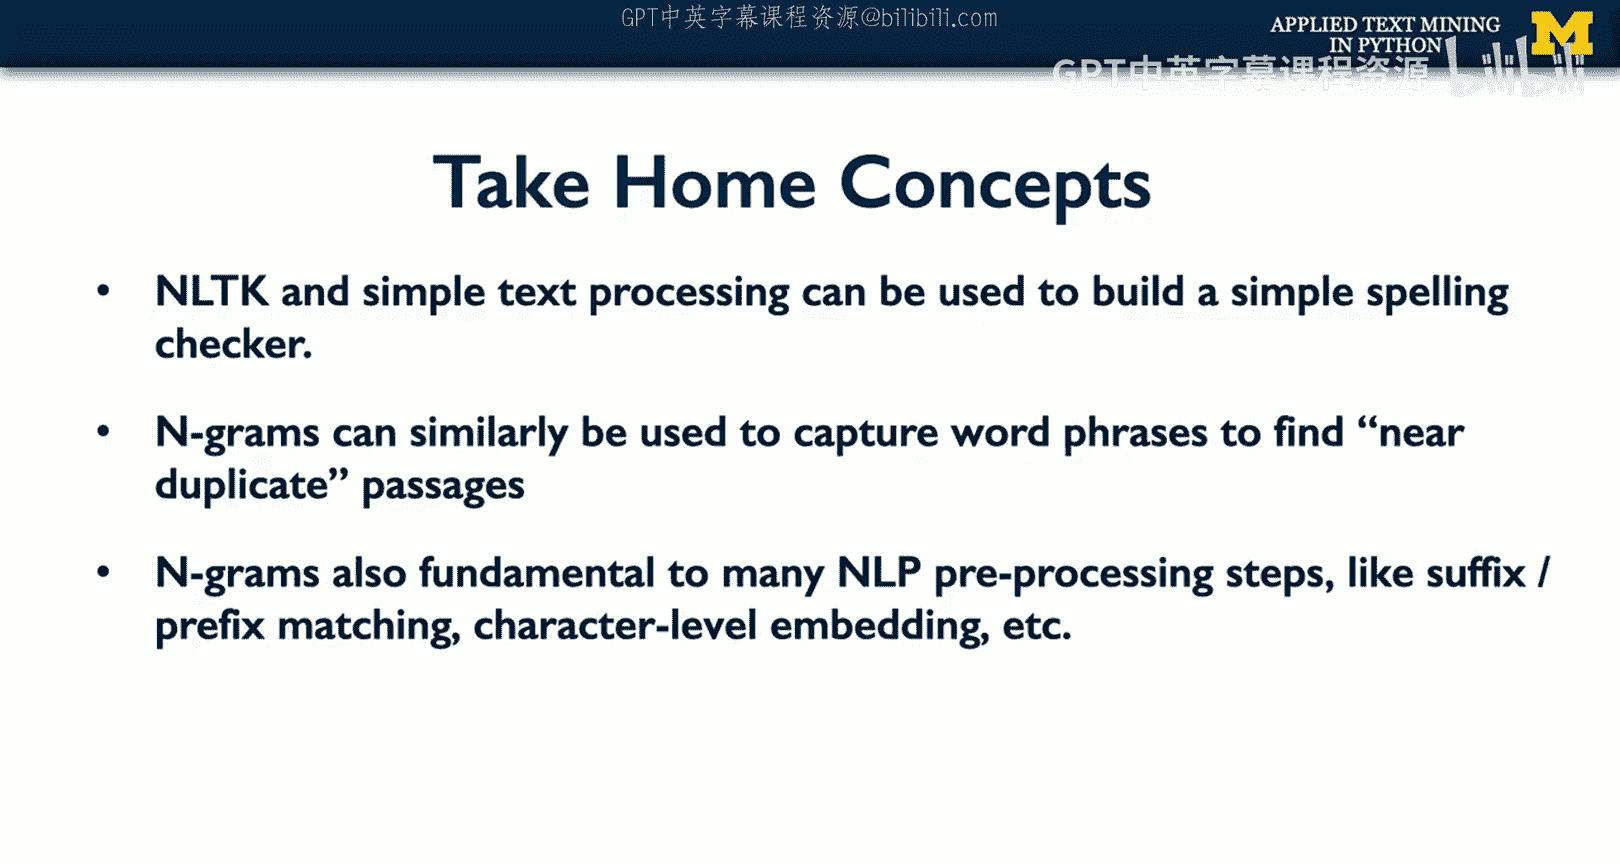 GPT中英字幕课程资源@bilibili.com
APPLIED TEXT MINING
IN PYTHON
M
GPT中英字幕课程资源 bilibili
Take Home Concepts
• NLTK and simple text processing can be used to build a simple spelling
checker.
• N-grams can similarly be used to capture word phrases to find “near
duplicate” passages
• N-grams also fundamental to many NLP pre-processing steps, like suffix /
prefix matching, character-level embedding, etc.